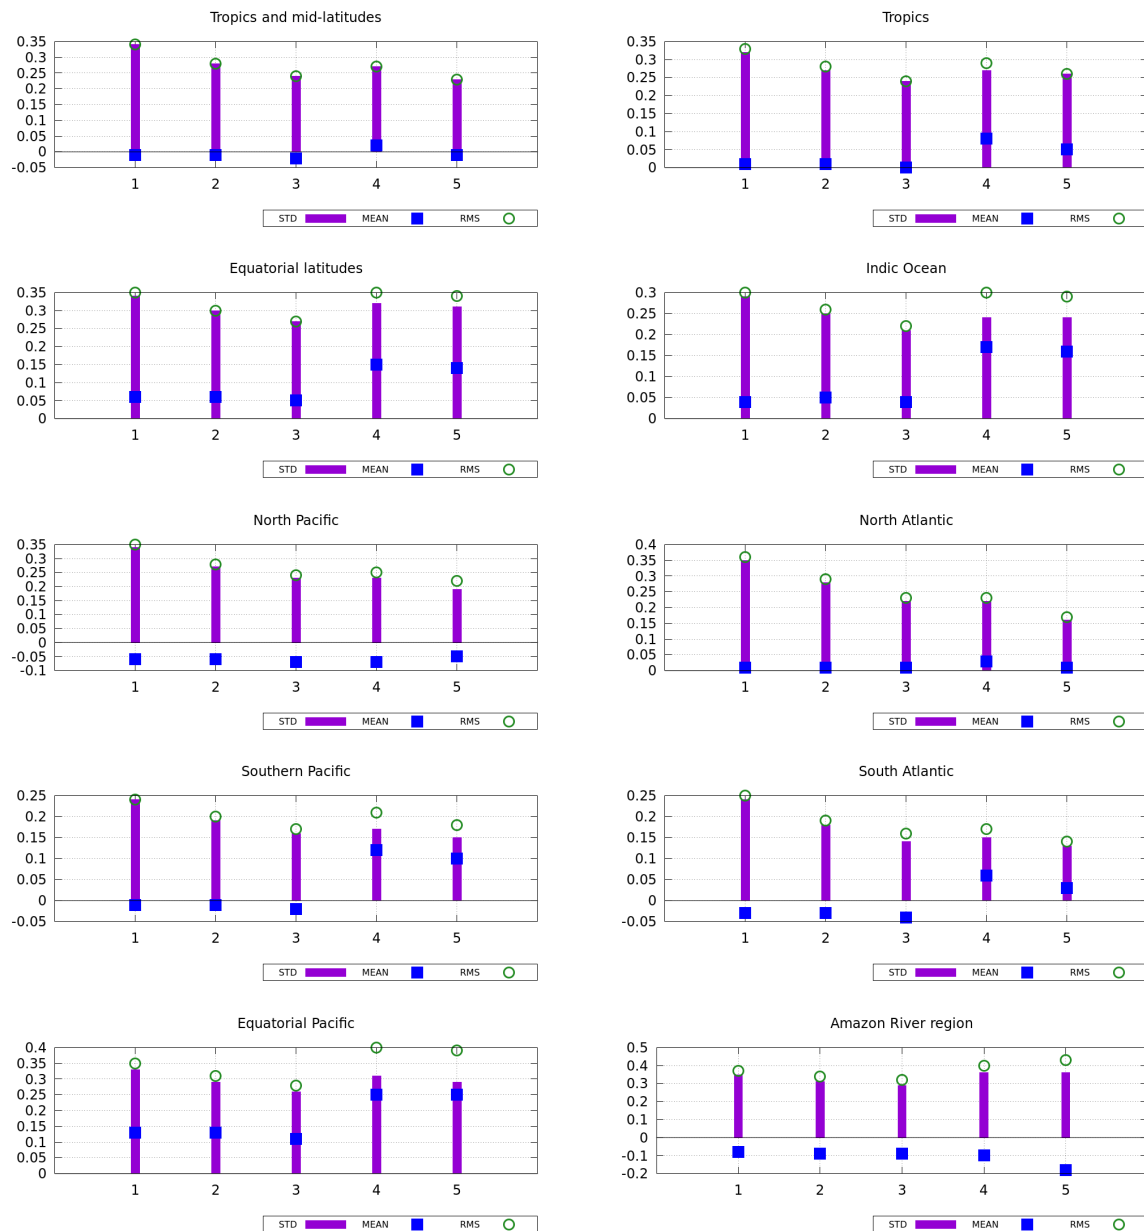 Tropics and mid-latitudes
0.35
0.3
0.25
0.2
0.15
0.1
0.05
0
-0.05
1 2 3 4 5
STD MEAN RMS
Tropics
0.35
0.3
0.25
0.2
0.15
0.1
0.05
0
1 2 3 4 5
STD MEAN RMS
Equatorial latitudes
0.35
0.3
0.25
0.2
0.15
0.1
0.05
0
1 2 3 4 5
STD MEAN RMS
Indic Ocean
0.3
0.25
0.2
0.15
0.1
0.05
0
1 2 3 4 5
STD MEAN RMS
North Pacific
0.35
0.3
0.25
0.2
0.15
0.1
0.05
0
-0.05
-0.1
1 2 3 4 5
STD MEAN RMS
North Atlantic
0.4
0.35
0.3
0.25
0.2
0.15
0.1
0.05
0
1 2 3 4 5
STD MEAN RMS
Southern Pacific
0.25
0.2
0.15
0.1
0.05
0
-0.05
1 2 3 4 5
STD MEAN RMS
South Atlantic
0.25
0.2
0.15
0.1
0.05
0
-0.05
1 2 3 4 5
STD MEAN RMS
Equatorial Pacific
0.4
0.35
0.3
0.25
0.2
0.15
0.1
0.05
0
1 2 3 4 5
STD MEAN RMS
Amazon River region
0.5
0.4
0.3
0.2
0.1
0
-0.1
-0.2
1 2 3 4 5
STD MEAN RMS